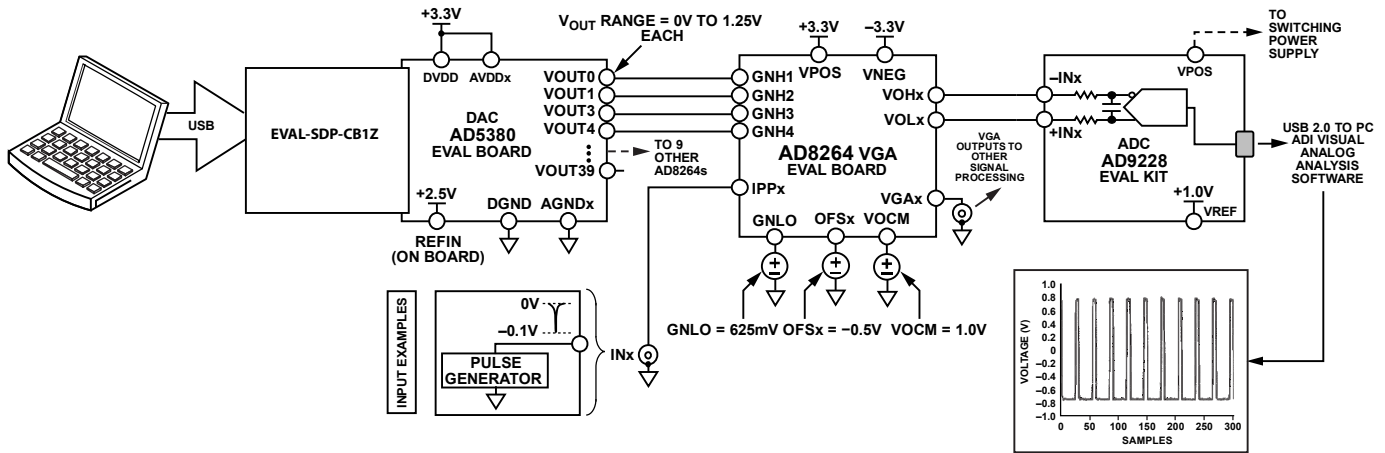 USB
EVAL-SDP-CB1Z
+3.3V
DVDD
AVDDx
DAC
AD5380
EVAL BOARD
VOUT0
VOUT1
VOUT3
VOUT4
VOUT39
+2.5V
REFIN
(ON BOARD)
DGND
AGNDx
VOUT RANGE = 0V TO 1.25V
EACH
TO 9
OTHER
AD8264s
+3.3V
–3.3V
VPOS
VNEG
GNH1
GNH2
GNH3
GNH4
IPPx
AD8264 VGA
EVAL BOARD
VOHx
VOLx
VGAx
GNLO
OFSx
VOCM
GNLO = 625mV
OFSx = –0.5V
VOCM = 1.0V
VGA
OUTPUTS TO
OTHER
SIGNAL
PROCESSING
–INx
+INx
VPOS
ADC
AD9228
EVAL KIT
+1.0V
VREF
TO
SWITCHING
POWER
SUPPLY
USB 2.0 TO PC
ADI VISUAL
ANALOG
ANALYSIS
SOFTWARE
INPUT EXAMPLES
0V
–0.1V
PULSE
GENERATOR
INx
VOLTAGE (V)
1.0
0.8
0.6
0.4
0.2
0
–0.2
–0.4
–0.6
–0.8
–1.0
0
50
100
150
200
250
300
SAMPLES